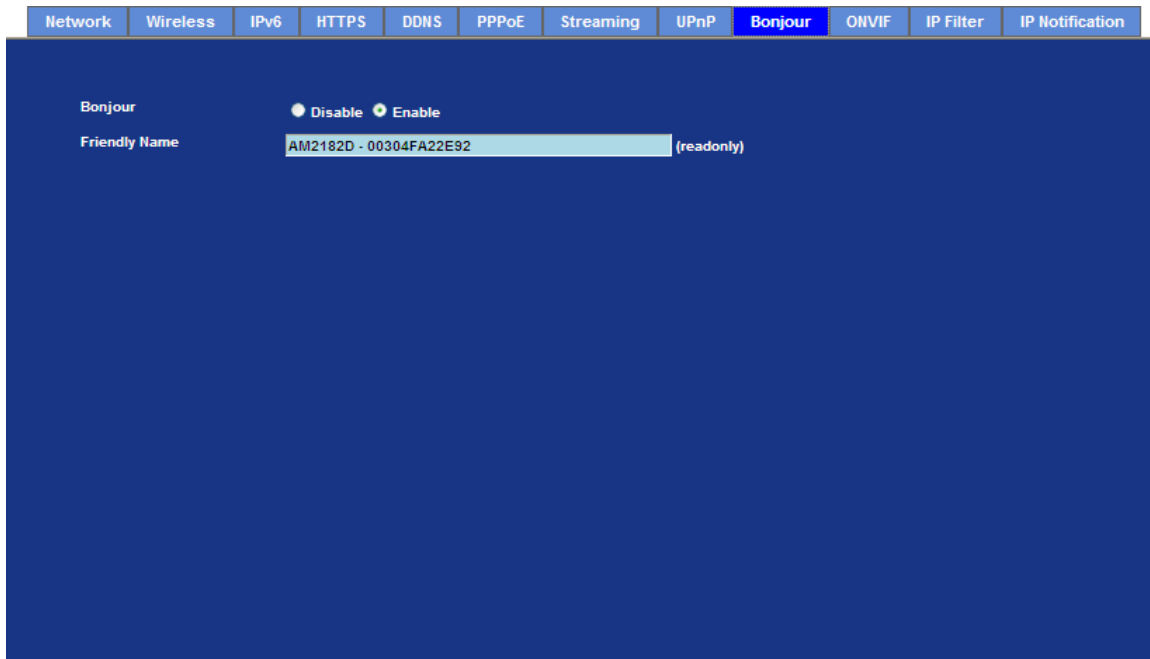 Network Wireless IPv6 HTTPS DDNS PPPoE Streaming UPnP Bonjour ONVIF IP Filter IP Notification
Bonjour Disable Enable
Friendly Name AM2182D - 00304FA22E92 (readonly)